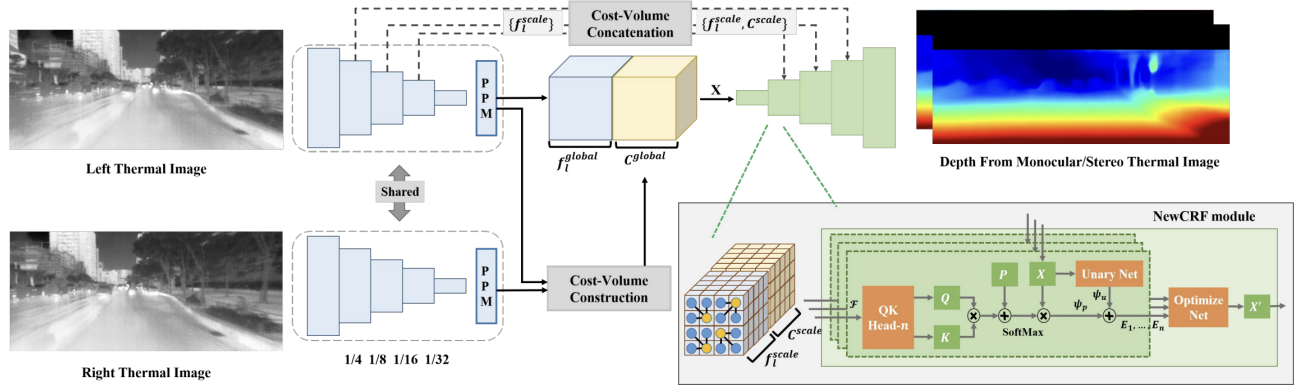 {f_l^scale}
Cost-Volume
Concatenation
{f_l^scale, C^scale}
P
P
M
X
f_l^global
C^global
Left Thermal Image
Depth From Monocular/Stereo Thermal Image
Shared
P
P
M
Cost-Volume
Construction
1/4 1/8 1/16 1/32
Right Thermal Image
NewCRF module
C^scale
f_l^scale
ℱ
QK
Head-n
Q
K
P
X
Unary Net
SoftMax
ψ_p
ψ_u
E_1, ..., E_n
Optimize
Net
X'